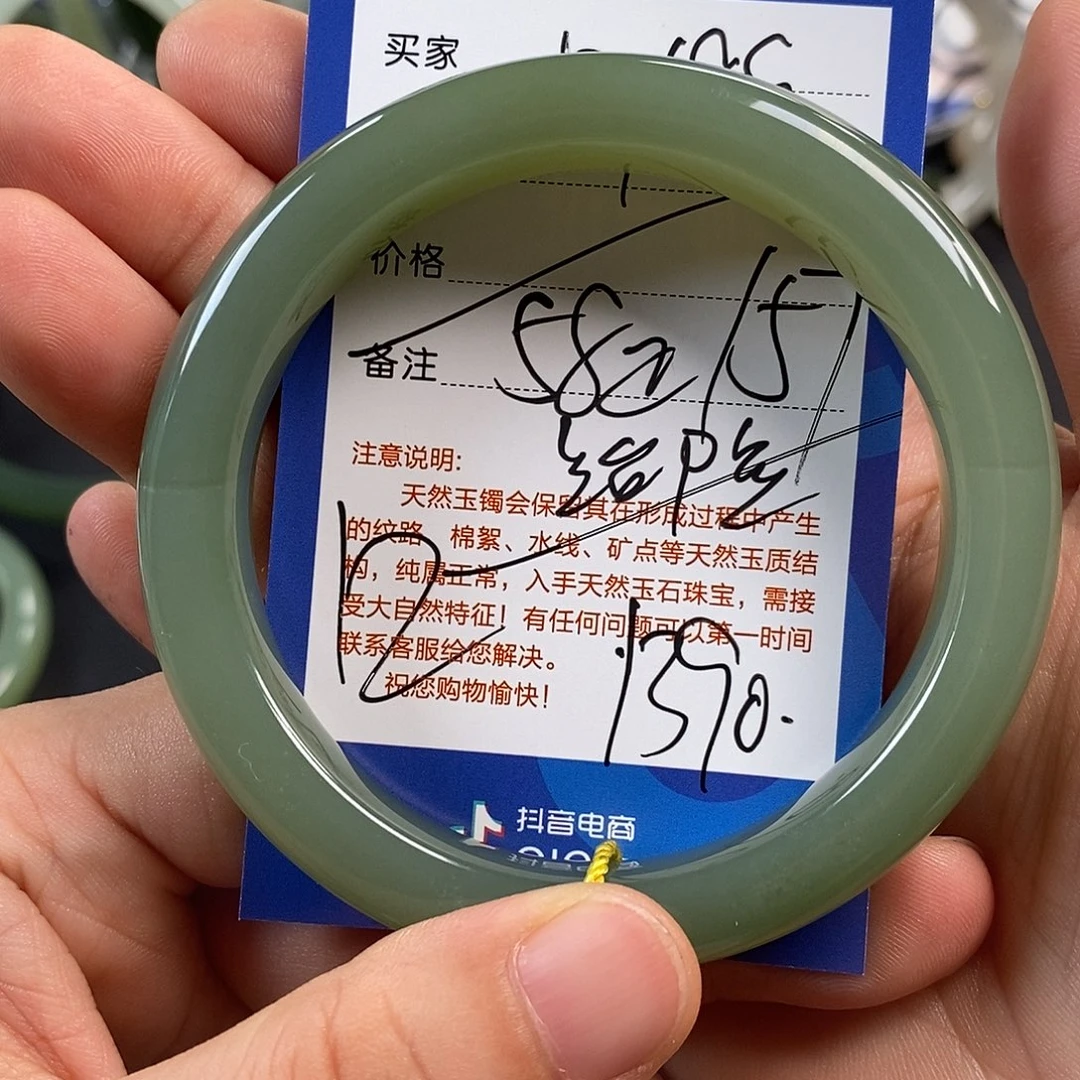 买家
价格
备注 582 157
注意说明:
天然玉镯会保留其在形成过程中产生
的纹路、棉絮、水线、矿点等天然玉质结
构，纯属正常，入手天然玉石珠宝，需接
受大自然特征！有任何问题可以第一时间
联系客服给您解决。
祝您购物愉快！
12
1390.
抖音电商